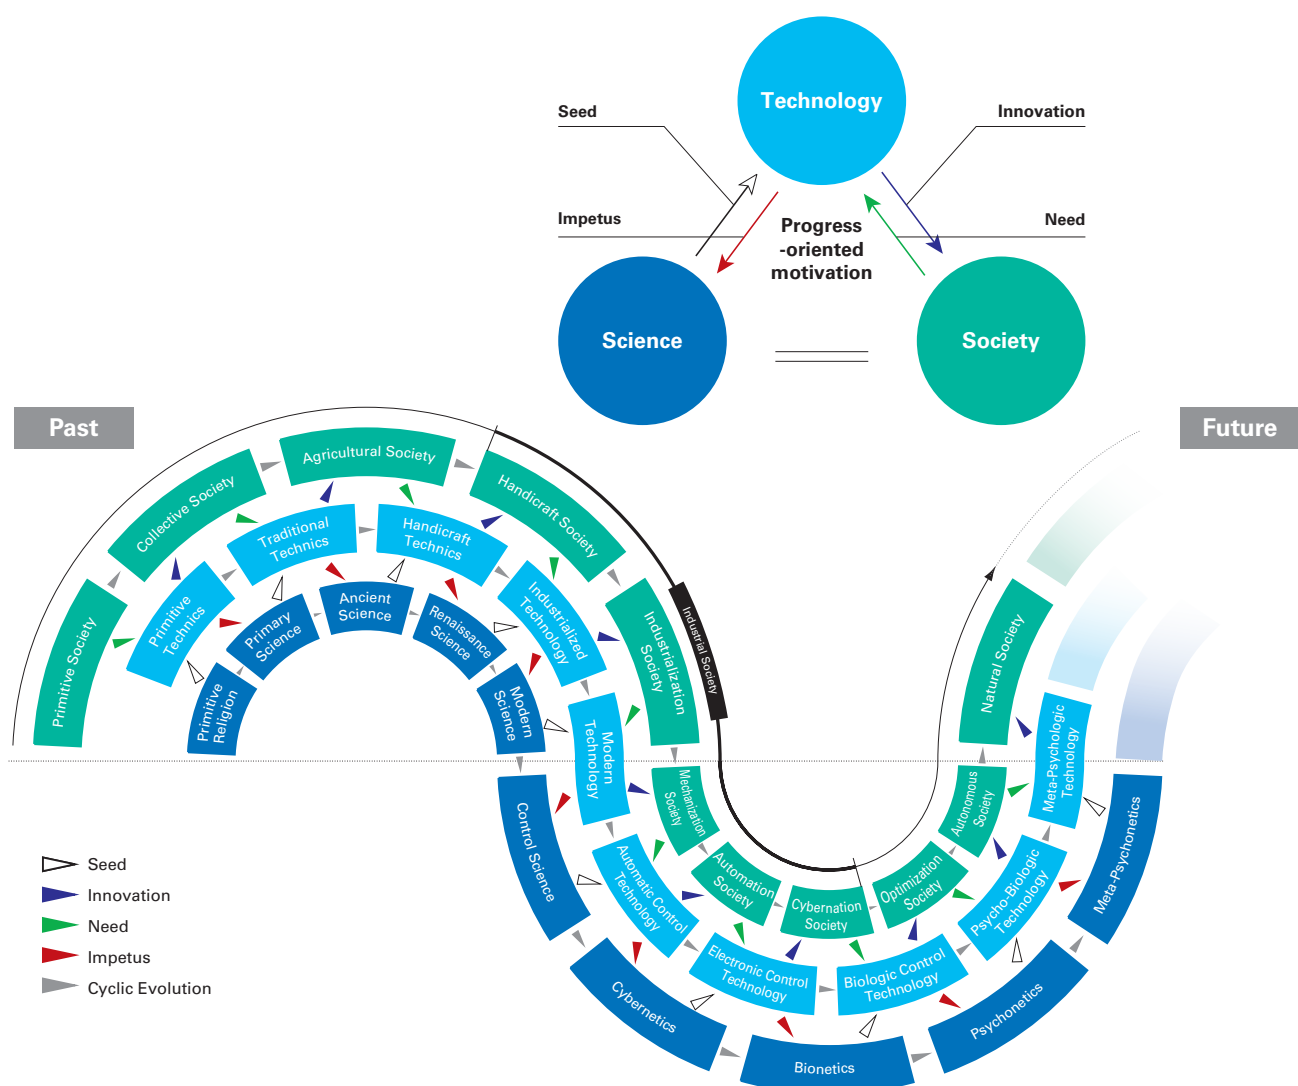 Technology
Seed
Innovation
Impetus
Need
Progress
-oriented
motivation
Science
Society
Past
Future
Primitive Society
Collective Society
Agricultural Society
Handicraft Society
Industrialization
Society
Industrial Society
Primitive
Technics
Traditional
Technics
Handicraft
Technics
Industrialized
Technology
Primitive
Religion
Primary
Science
Ancient
Science
Renaissance
Science
Modern
Science
Modern
Technology
Mechanization
Society
Control Science
Automatic Control
Technology
Automation
Society
Cybernetics
Electronic Control
Technology
Cybernation
Society
Bionetics
Biologic Control
Technology
Optimization
Society
Psychonetics
Psycho-Biologic
Technology
Autonomous
Society
Meta-Psychonetics
Meta-Psychologic
Technology
Natural Society
Seed
Innovation
Need
Impetus
Cyclic Evolution